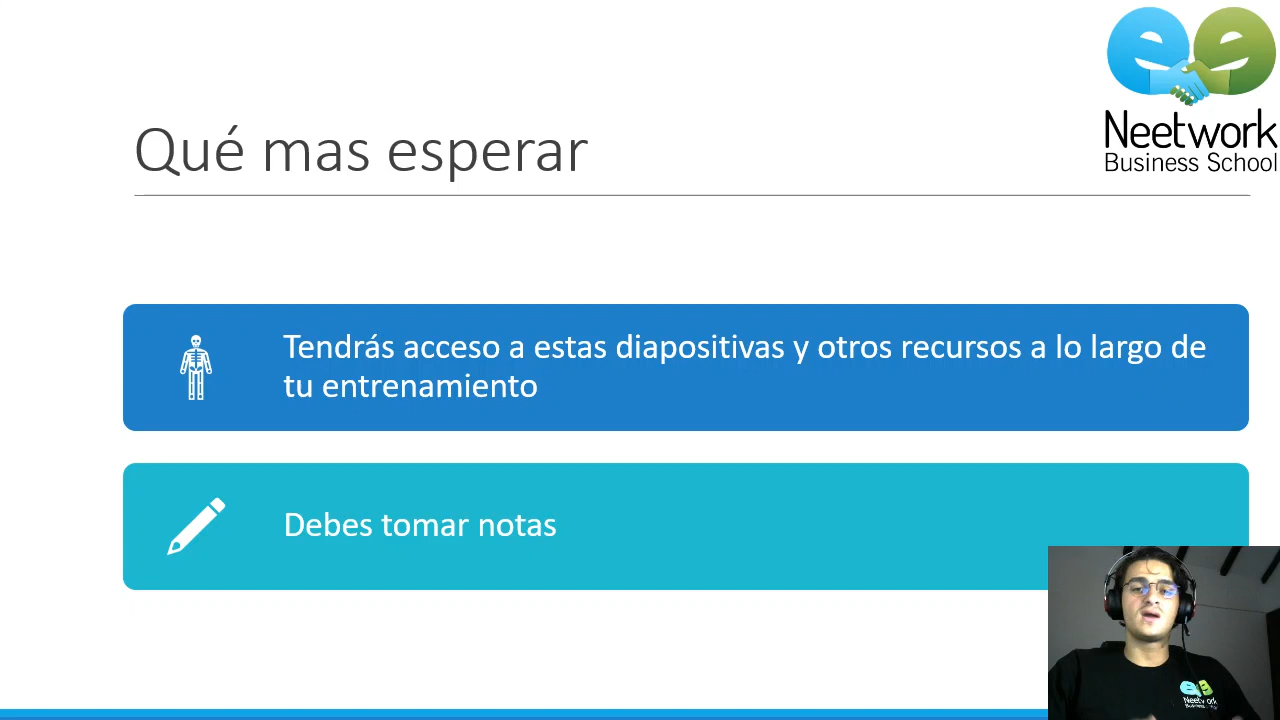 Neetwork
Business School
Qué mas esperar
Tendrás acceso a estas diapositivas y otros recursos a lo largo de
tu entrenamiento
Debes tomar notas
Neetwork